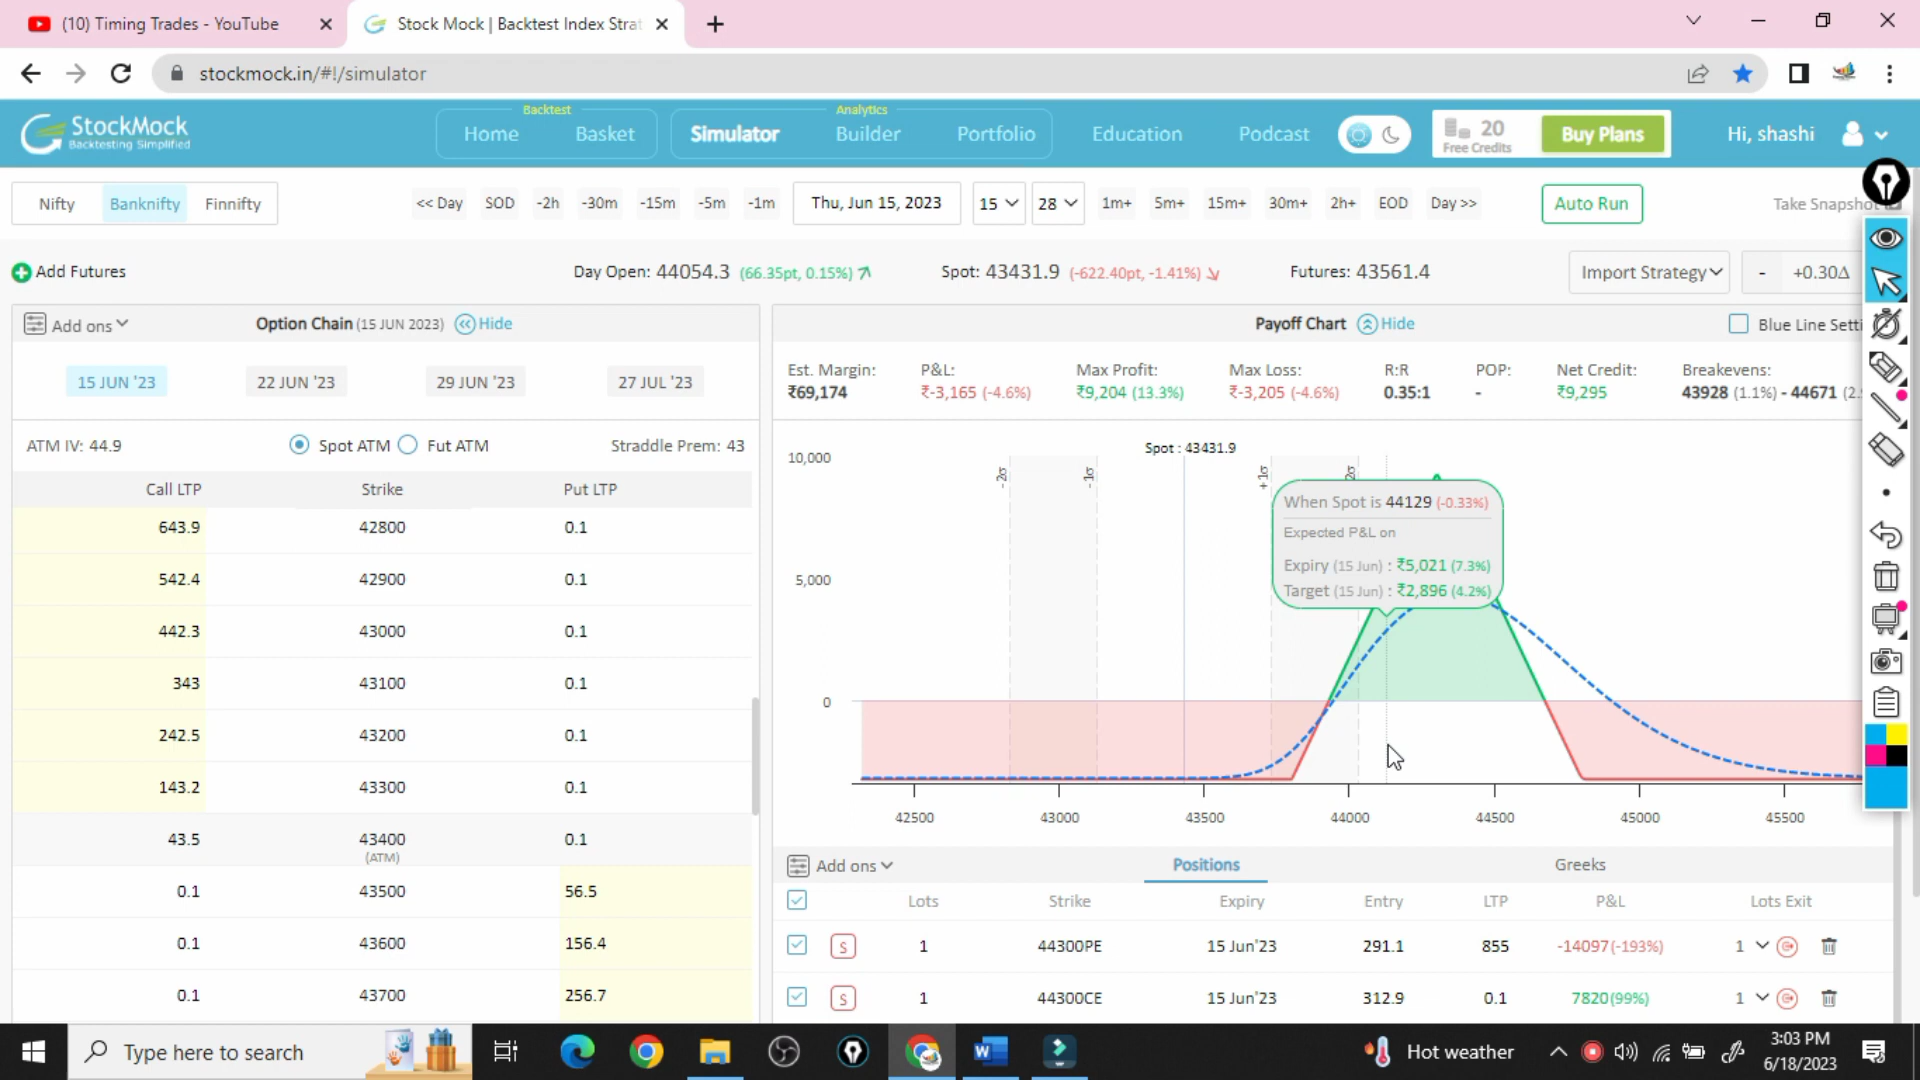 (10) Timing Trades - YouTube
Stock Mock | Backtest Index Strat
stockmock.in/#!/simulator
StockMock
Backtesting Simplified
Backtest
Home
Basket
Simulator
Analytics
Builder
Portfolio
Education
Podcast
20
Free Credits
Buy Plans
Hi, shashi
Nifty
Banknifty
Finnifty
<< Day
SOD
-2h
-30m
-15m
-5m
-1m
Thu, Jun 15, 2023
15
28
1m+
5m+
15m+
30m+
2h+
EOD
Day >>
Auto Run
Take Snapshot
Add Futures
Day Open: 44054.3 (66.35pt, 0.15%)
Spot: 43431.9 (-622.40pt, -1.41%)
Futures: 43561.4
Import Strategy
- +0.30Δ
Add ons
Option Chain (15 JUN 2023) Hide
Payoff Chart Hide
Blue Line Setti
15 JUN '23
22 JUN '23
29 JUN '23
27 JUL '23
Est. Margin:
₹69,174
P&L:
₹-3,165 (-4.6%)
Max Profit:
₹9,204 (13.3%)
Max Loss:
₹-3,205 (-4.6%)
R:R
0.35:1
POP:
-
Net Credit:
₹9,295
Breakevens:
43928 (1.1%) - 44671 (2.
ATM IV: 44.9
Spot ATM
Fut ATM
Straddle Prem: 43
Call LTP Strike Put LTP
643.9 42800 0.1
542.4 42900 0.1
442.3 43000 0.1
343 43100 0.1
242.5 43200 0.1
143.2 43300 0.1
43.5 43400 0.1
(ATM)
0.1 43500 56.5
0.1 43600 156.4
0.1 43700 256.7
Spot : 43431.9
10,000
5,000
0
-2σ
-1σ
+1σ
2σ
When Spot is 44129 (-0.33%)
Expected P&L on
Expiry (15 Jun) : ₹5,021 (7.3%)
Target (15 Jun) : ₹2,896 (4.2%)
42500 43000 43500 44000 44500 45000 45500
Add ons
Positions
Greeks
Lots Strike Expiry Entry LTP P&L Lots Exit
S 1 44300PE 15 Jun'23 291.1 855 -14097(-193%) 1
S 1 44300CE 15 Jun'23 312.9 0.1 7820(99%) 1
Type here to search
Hot weather
3:03 PM
6/18/2023